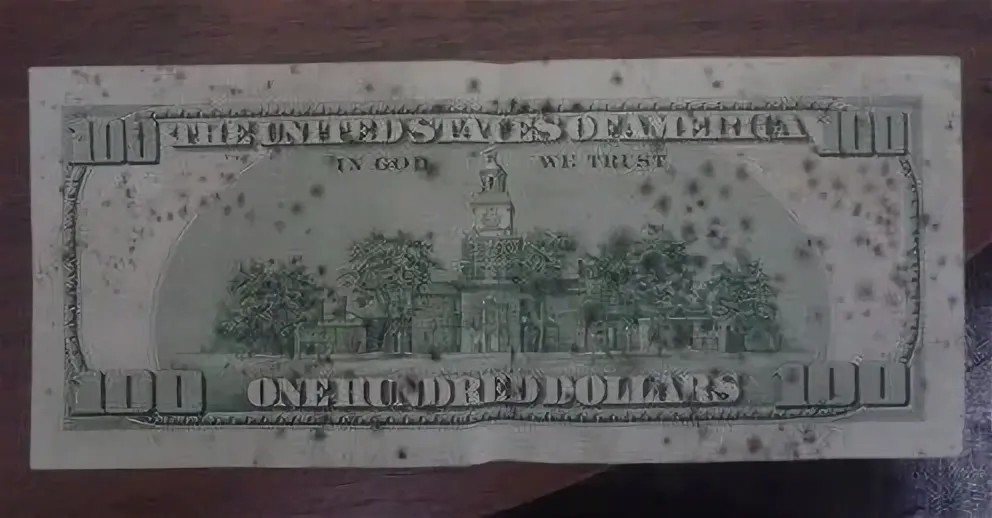 100 THE UNITED STATES OF AMERICA 100
IN GOD WE TRUST
100 ONE HUNDRED DOLLARS 100